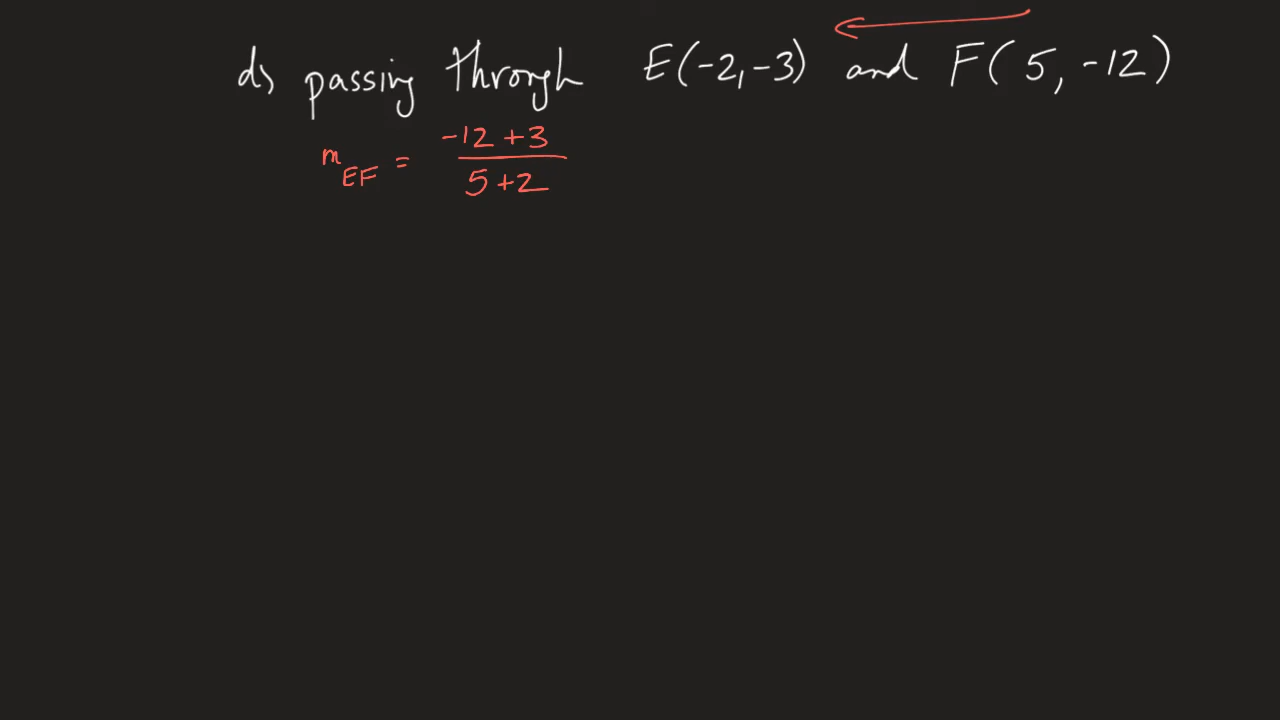 d) passing through E(-2,-3) and F( 5, -12)
m_EF = (-12 + 3)/(5 + 2)